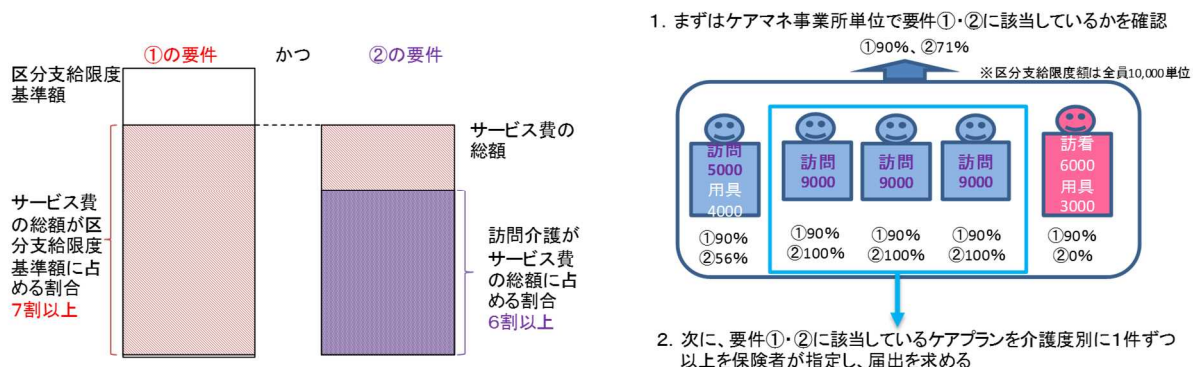 ①の要件
かつ
②の要件
区分支給限度
基準額
サービス費の
総額
サービス費
の総額が区
分支給限度
基準額に占
める割合
7割以上
訪問介護が
サービス費
の総額に占
める割合
6割以上
1．まずはケアマネ事業所単位で要件①・②に該当しているかを確認
①90%、②71%
※区分支給限度額は全員10,000単位
訪問
5000
用具
4000
①90%
②56%
訪問
9000
①90%
②100%
訪問
9000
①90%
②100%
訪問
9000
①90%
②100%
訪看
6000
用具
3000
①90%
②0%
2．次に、要件①・②に該当しているケアプランを介護度別に1件ずつ
以上を保険者が指定し、届出を求める